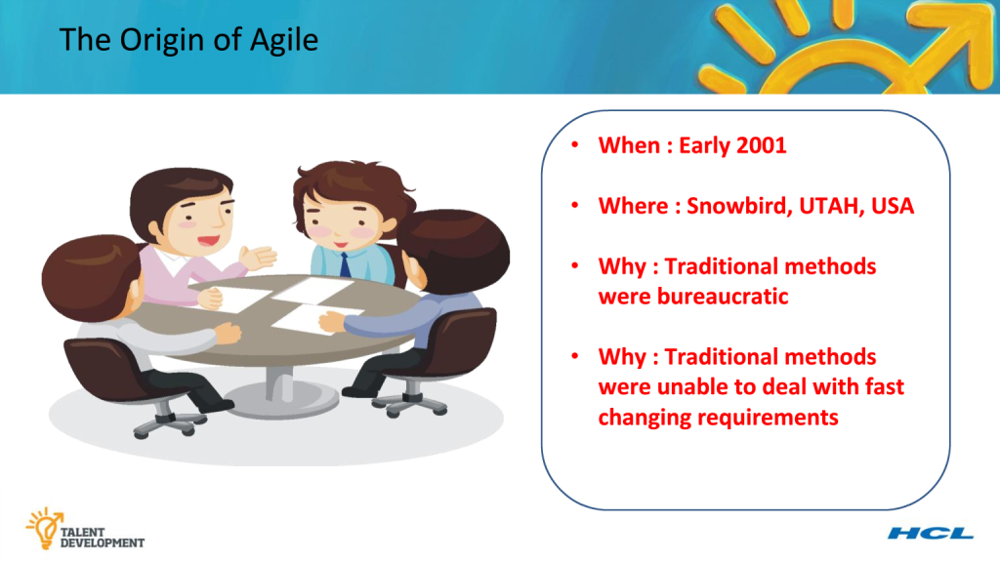 The Origin of Agile
• When : Early 2001
• Where : Snowbird, UTAH, USA
• Why : Traditional methods
were bureaucratic
• Why : Traditional methods
were unable to deal with fast
changing requirements
TALENT
DEVELOPMENT
HCL